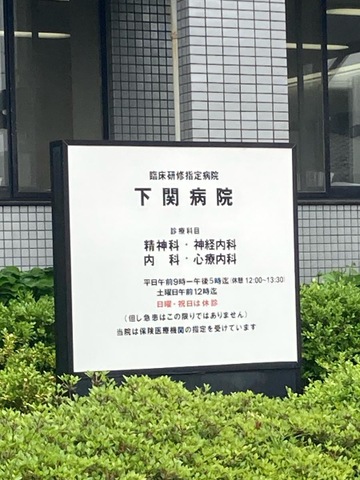 臨床研修指定病院
下関病院
診療科目
精神科・神経内科
内科・心療内科
平日午前9時ー午後5時迄(休憩 12:00~13:30)
土曜日午前12時迄
日曜・祝日は休診
(但し急患はこの限りではありません)
当院は保険医療機関の指定を受けています